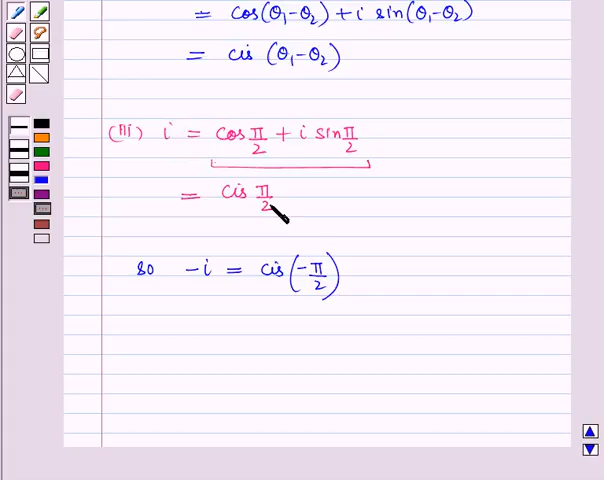 = cos(θ₁-θ₂) + i sin(θ₁-θ₂)
= cis (θ₁-θ₂)
(III) i = cos π/2 + i sin π/2
= cis π/2
so -i = cis(-π/2)